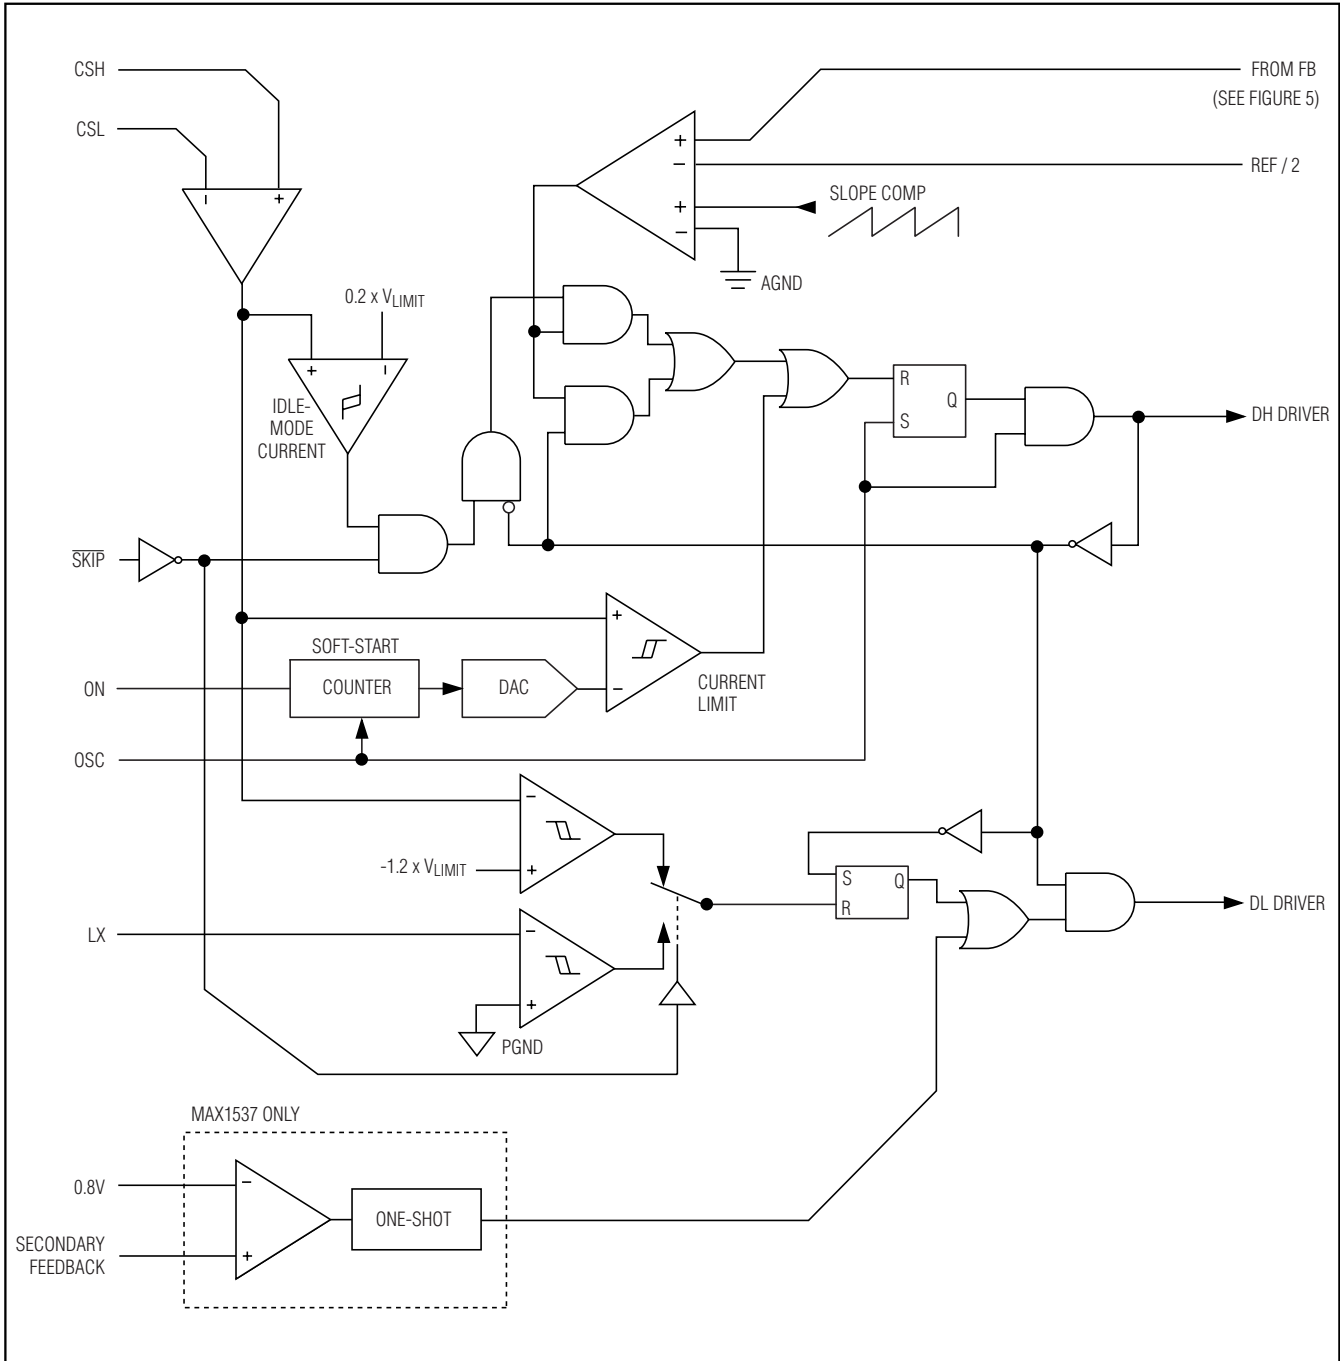 CSH
FROM FB
(SEE FIGURE 5)
CSL
+
−
REF / 2
− +
SLOPE COMP
+
−
AGND
0.2 x VLIMIT
+ −
IDLE-
MODE
CURRENT
R
Q
S
DH DRIVER
SKIP
+
SOFT-START
COUNTER
DAC
−
CURRENT
LIMIT
ON
OSC
−
-1.2 x VLIMIT
+
S
Q
R
DL DRIVER
LX
−
+
PGND
MAX1537 ONLY
0.8V
−
ONE-SHOT
SECONDARY
FEEDBACK
+